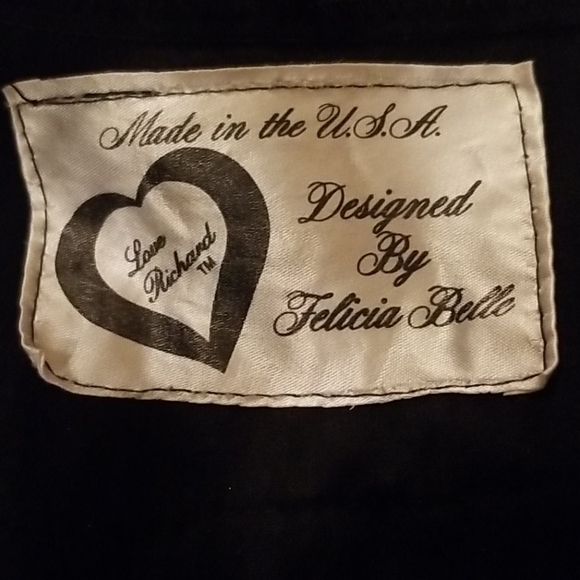 Made in the U.S.A.
Love
Richard
TM
Designed
By
Felicia Belle